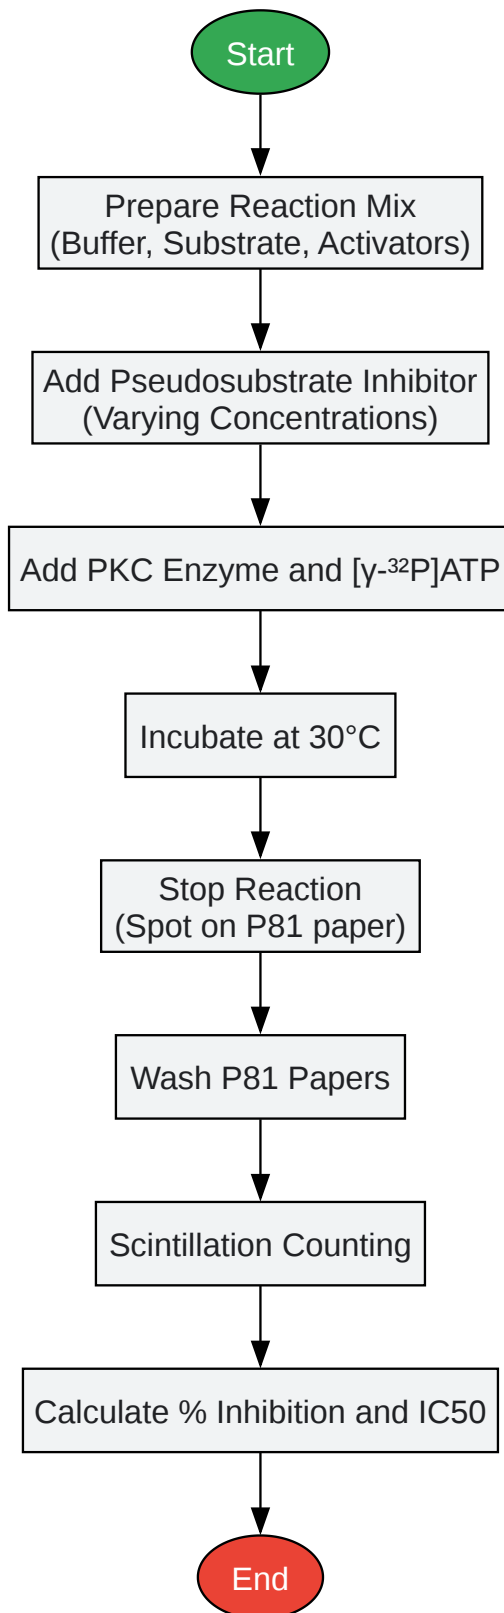 Start
Prepare Reaction Mix
(Buffer, Substrate, Activators)
Add Pseudosubstrate Inhibitor
(Varying Concentrations)
Add PKC Enzyme and [γ-³²P]ATP
Incubate at 30°C
Stop Reaction
(Spot on P81 paper)
Wash P81 Papers
Scintillation Counting
Calculate % Inhibition and IC50
End